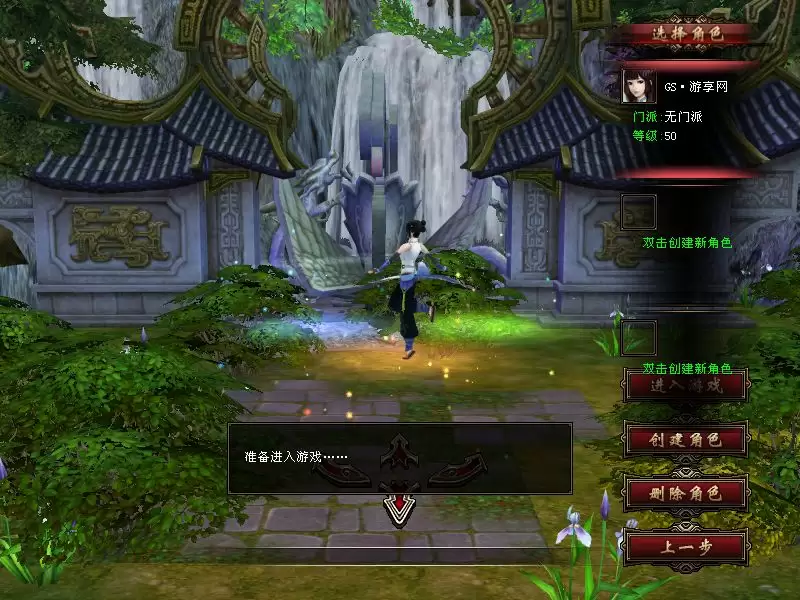 选择角色
GS·游享网
门派:无门派
等级:50
双击创建新角色
双击创建新角色
进入游戏
准备进入游戏……
创建角色
删除角色
上一步